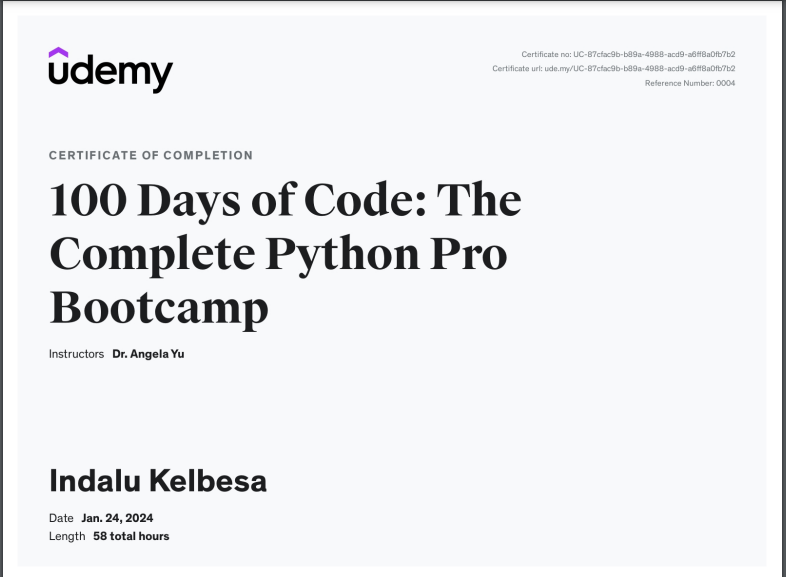 ûdemy
Certificate no: UC-87cfac9b-b89a-4988-acd9-a6ff8a0fb7b2
Certificate url: ude.my/UC-87cfac9b-b89a-4988-acd9-a6ff8a0fb7b2
Reference Number: 0004
CERTIFICATE OF COMPLETION
100 Days of Code: The
Complete Python Pro
Bootcamp
Instructors Dr. Angela Yu
Indalu Kelbesa
Date Jan. 24, 2024
Length 58 total hours